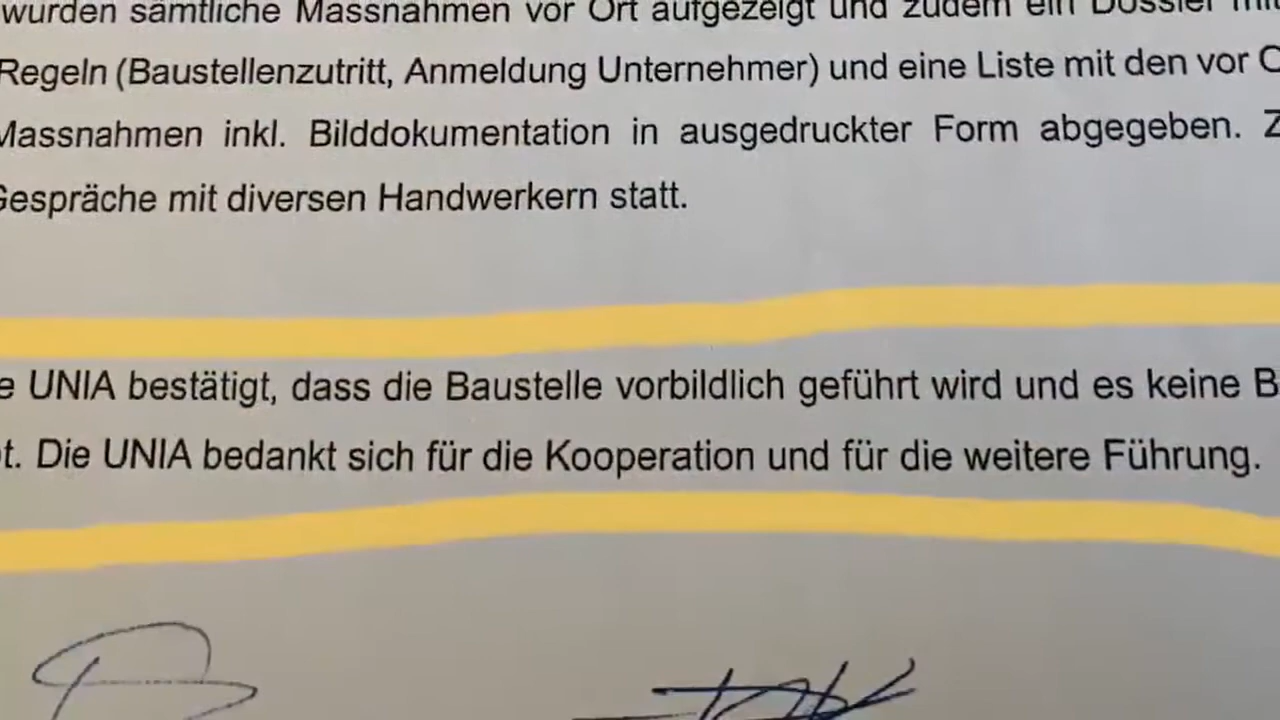 wurden sämtliche Massnahmen vor Ort aufgezeigt und zudem ein Dossier mit
Regeln (Baustellenzutritt, Anmeldung Unternehmer) und eine Liste mit den vor
Massnahmen inkl. Bilddokumentation in ausgedruckter Form abgegeben.
Gespräche mit diversen Handwerkern statt.
UNIA bestätigt, dass die Baustelle vorbildlich geführt wird und es keine
Die UNIA bedankt sich für die Kooperation und für die weitere Führung.